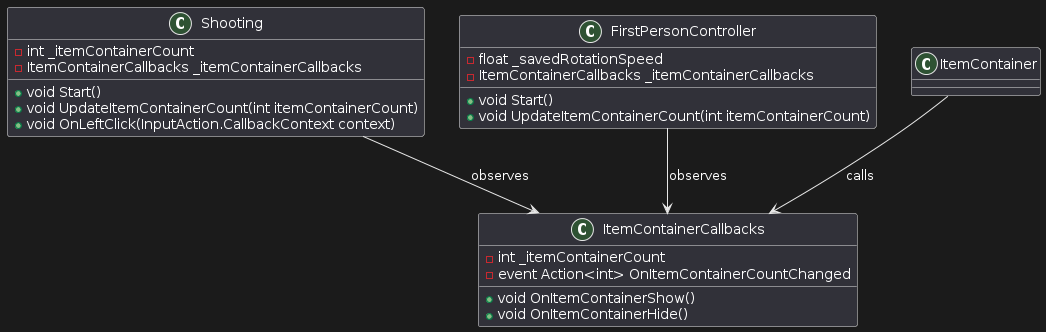 C Shooting
int _itemContainerCount
ItemContainerCallbacks _itemContainerCallbacks
void Start()
void UpdateItemContainerCount(int itemContainerCount)
void OnLeftClick(InputAction.CallbackContext context)
C FirstPersonController
float _savedRotationSpeed
ItemContainerCallbacks _itemContainerCallbacks
void Start()
void UpdateItemContainerCount(int itemContainerCount)
C ItemContainer
observes
observes
calls
C ItemContainerCallbacks
int _itemContainerCount
event Action<int> OnItemContainerCountChanged
void OnItemContainerShow()
void OnItemContainerHide()